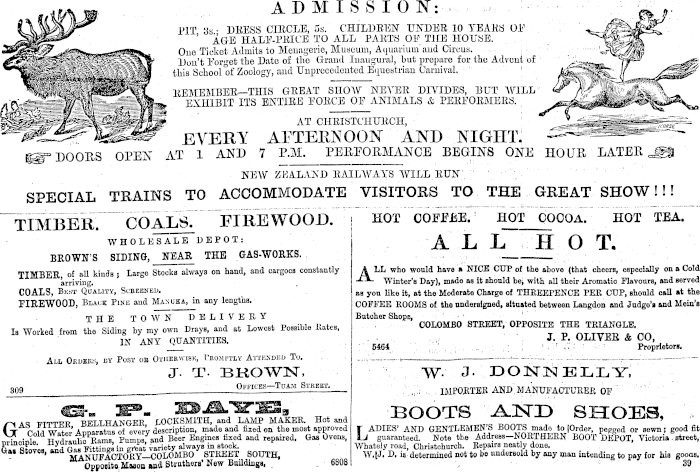 ADMISSION:
PIT, 3s.; DRESS CIRCLE, 5s. CHILDREN UNDER 10 YEARS OF
AGE HALF-PRICE TO ALL PARTS OF THE HOUSE.
One Ticket Admits to Menagerie, Museum, Aquarium and Circus.
Don't Forget the Date of the Grand Inaugural, but prepare for the Advent of
this School of Zoology, and Unprecedented Equestrian Carnival.
REMEMBER—THIS GREAT SHOW NEVER DIVIDES, BUT WILL
EXHIBIT ITS ENTIRE FORCE OF ANIMALS & PERFORMERS.
AT CHRISTCHURCH,
EVERY AFTERNOON AND NIGHT.
DOORS OPEN AT 1 AND 7 P.M. PERFORMANCE BEGINS ONE HOUR LATER
NEW ZEALAND RAILWAYS WILL RUN
SPECIAL TRAINS TO ACCOMMODATE VISITORS TO THE GREAT SHOW!!!
TIMBER. COALS. FIREWOOD.
WHOLESALE DEPOT:
BROWN'S SIDING, NEAR THE GAS-WORKS.
TIMBER, of all kinds; Large Stocks always on hand, and cargoes constantly
arriving.
COALS, BEST QUALITY, SCREENED.
FIREWOOD, BLACK PINE and MANUKA, in any lengths.
THE TOWN DELIVERY
Is Worked from the Siding by my own Drays, and at Lowest Possible Rates,
IN ANY QUANTITIES.
ALL ORDERS, BY POST OR OTHERWISE, PROMPTLY ATTENDED TO.
J. T. BROWN,
309 OFFICES—TUAM STREET.
G. P. DAYE,
GAS FITTER, BELLHANGER, LOCKSMITH, and LAMP MAKER. Hot and
Cold Water Apparatus of every description, made and fixed on the most approved
principle. Hydraulic Rams, Pumps, and Beer Engines fixed and repaired. Gas Ovens,
Gas Stoves, and Gas Fittings in great variety always in stock.
MANUFACTORY—COLOMBO STREET SOUTH,
Opposite Mason and Struthers' New Buildings, 6808
HOT COFFEE. HOT COCOA. HOT TEA.
ALL HOT.
ALL who would have a NICE CUP of the above (that cheers, especially on a Cold
Winter's Day), made as it should be, with all their Aromatic Flavours, and served
as you like it, at the Moderate Charge of THREEPENCE PER CUP, should call at the
COFFEE ROOMS of the undersigned, situated between Langdon and Judge's and Mein's
Butcher Shops,
COLOMBO STREET, OPPOSITE THE TRIANGLE.
J. P. OLIVER & CO,
5464 Proprietors.
W. J. DONNELLY,
IMPORTER AND MANUFACTURER OF
BOOTS AND SHOES,
LADIES' AND GENTLEMEN'S BOOTS made to order, pegged or sewn; good fit
guaranteed. Note the Address—NORTHERN BOOT DEPOT, Victoria street
Whately road, Christchurch. Repairs neatly done.
W. J. D. is determined not to be undersold by any man intending to pay for his goods.
39